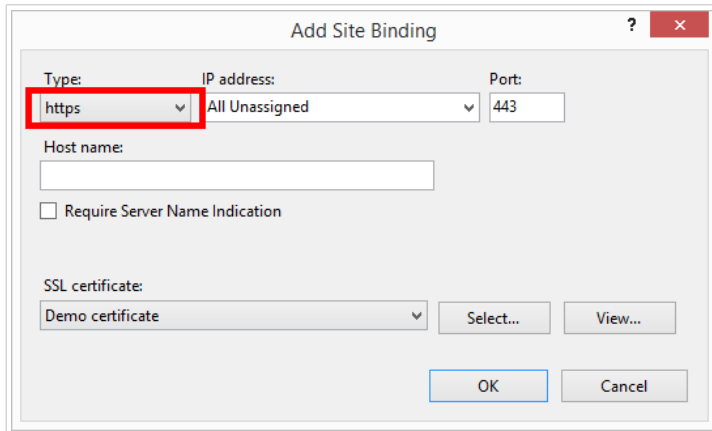 Add Site Binding
?
Type:
IP address:
Port:
https
All Unassigned
443
Host name:
Require Server Name Indication
SSL certificate:
Demo certificate
Select...
View...
OK
Cancel